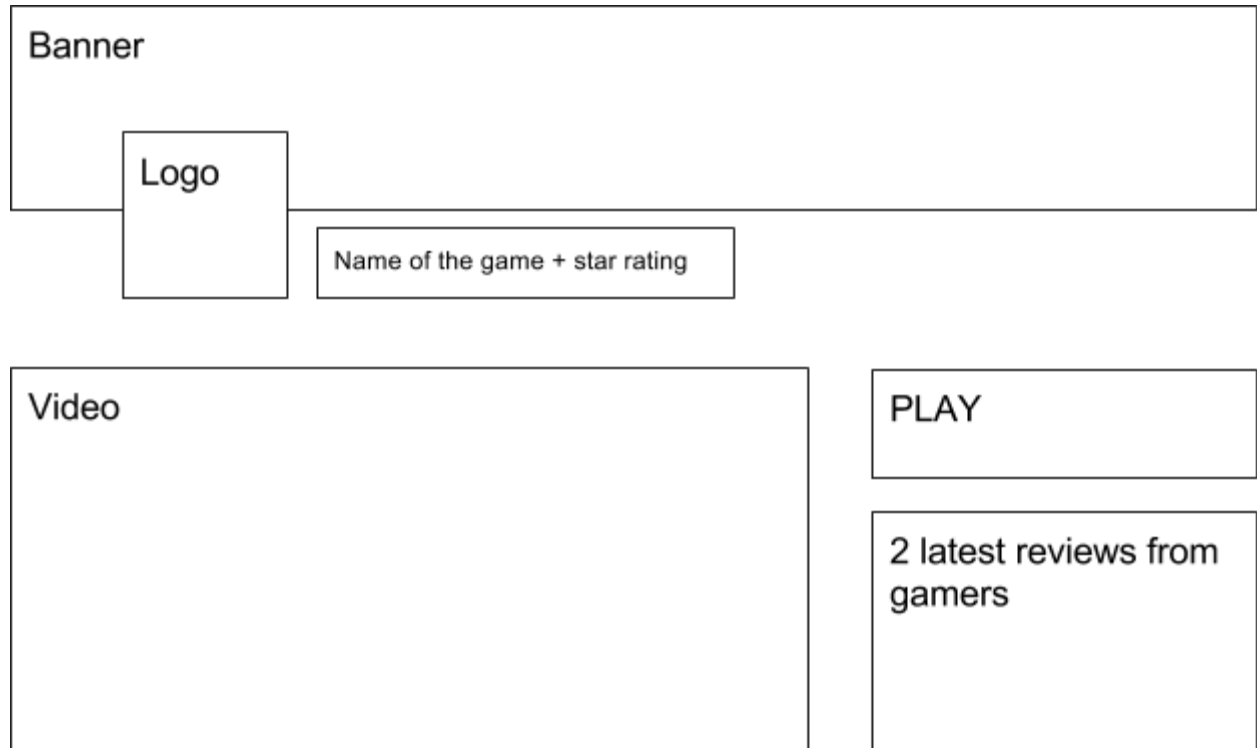 Banner
Logo
Name of the game + star rating
Video
PLAY
2 latest reviews from
gamers